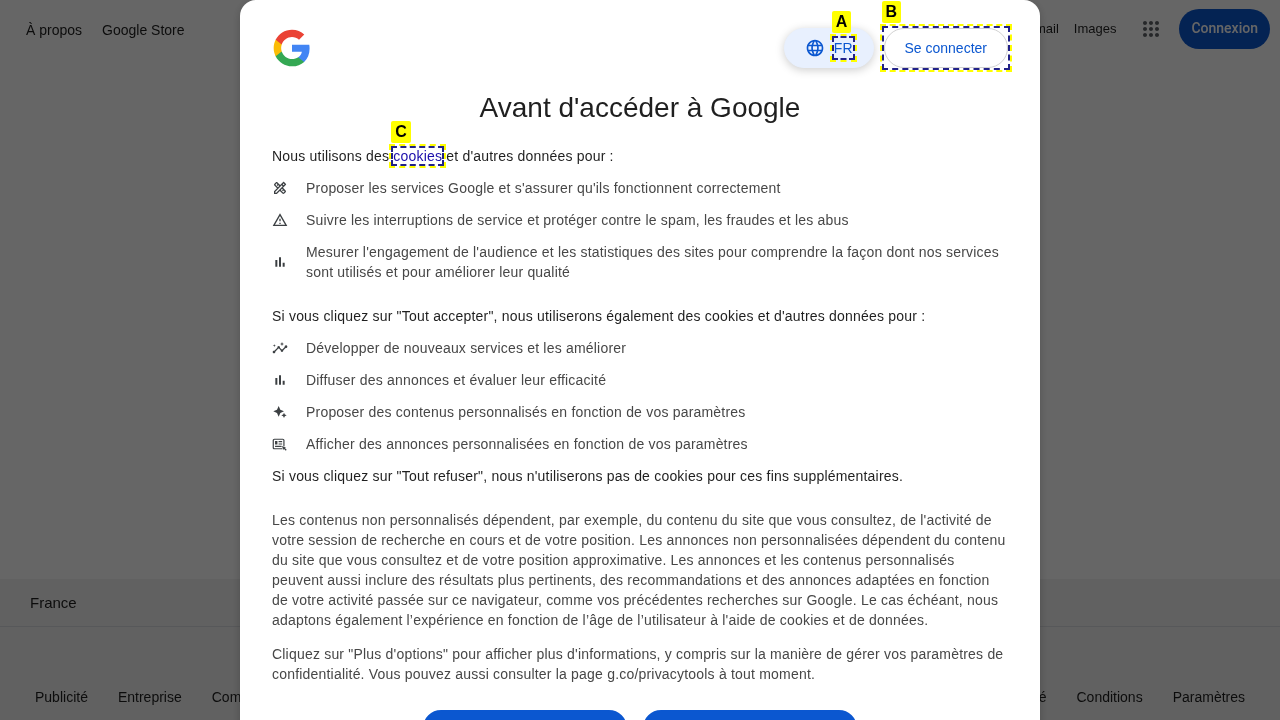 À propos Google Store
Images
Connexion
A
B
FR
Se connecter
Avant d'accéder à Google
C
Nous utilisons des cookies et d'autres données pour :
Proposer les services Google et s'assurer qu'ils fonctionnent correctement
Suivre les interruptions de service et protéger contre le spam, les fraudes et les abus
Mesurer l'engagement de l'audience et les statistiques des sites pour comprendre la façon dont nos services
sont utilisés et pour améliorer leur qualité
Si vous cliquez sur "Tout accepter", nous utiliserons également des cookies et d'autres données pour :
Développer de nouveaux services et les améliorer
Diffuser des annonces et évaluer leur efficacité
Proposer des contenus personnalisés en fonction de vos paramètres
Afficher des annonces personnalisées en fonction de vos paramètres
Si vous cliquez sur "Tout refuser", nous n'utiliserons pas de cookies pour ces fins supplémentaires.
Les contenus non personnalisés dépendent, par exemple, du contenu du site que vous consultez, de l'activité de
votre session de recherche en cours et de votre position. Les annonces non personnalisées dépendent du contenu
du site que vous consultez et de votre position approximative. Les annonces et les contenus personnalisés
peuvent aussi inclure des résultats plus pertinents, des recommandations et des annonces adaptées en fonction
de votre activité passée sur ce navigateur, comme vos précédentes recherches sur Google. Le cas échéant, nous
adaptons également l’expérience en fonction de l’âge de l’utilisateur à l'aide de cookies et de données.
Cliquez sur "Plus d'options" pour afficher plus d'informations, y compris sur la manière de gérer vos paramètres de
confidentialité. Vous pouvez aussi consulter la page g.co/privacytools à tout moment.
France
Publicité Entreprise Conditions Paramètres